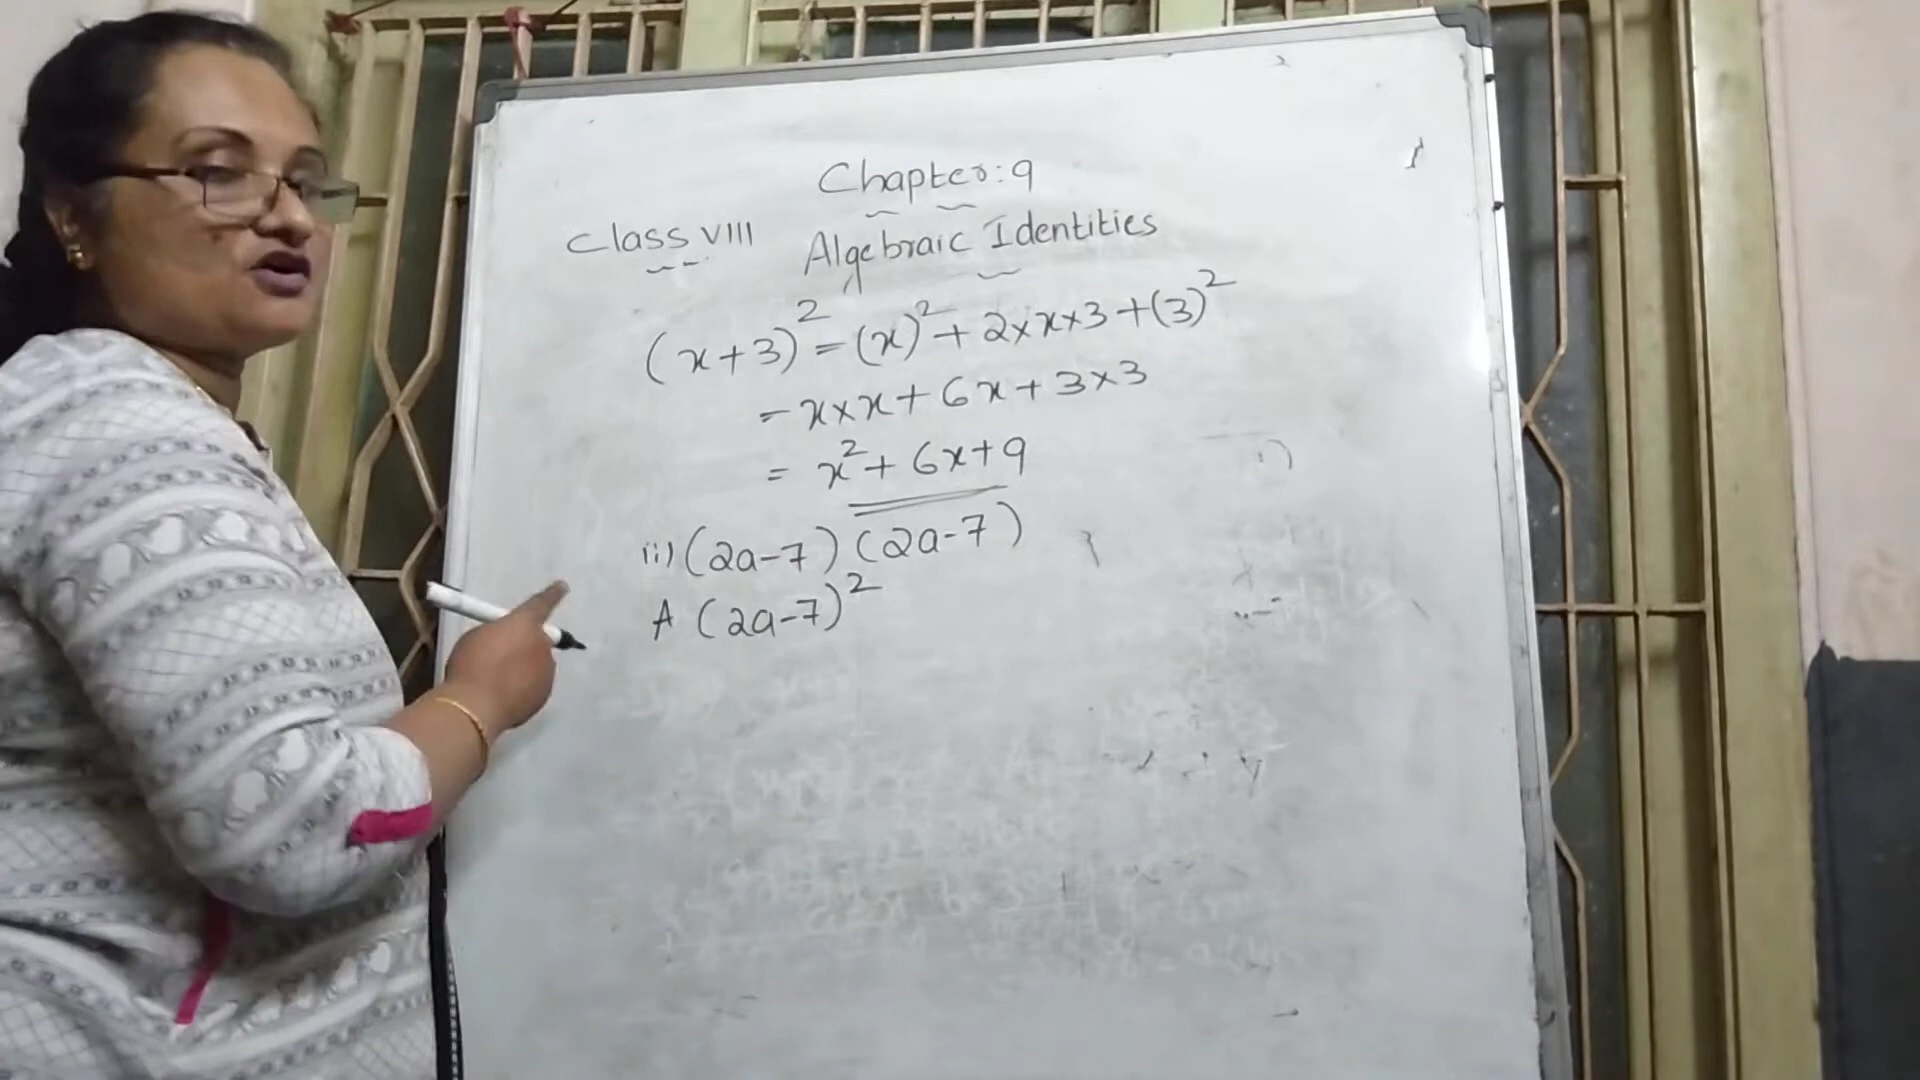 Chapter: 9
Class VIII Algebraic Identities
(x+3)² = (x)² + 2×x×3 + (3)²
= x×x + 6x + 3×3
= x² + 6x + 9
ii) (2a-7) (2a-7)
A (2a-7)²